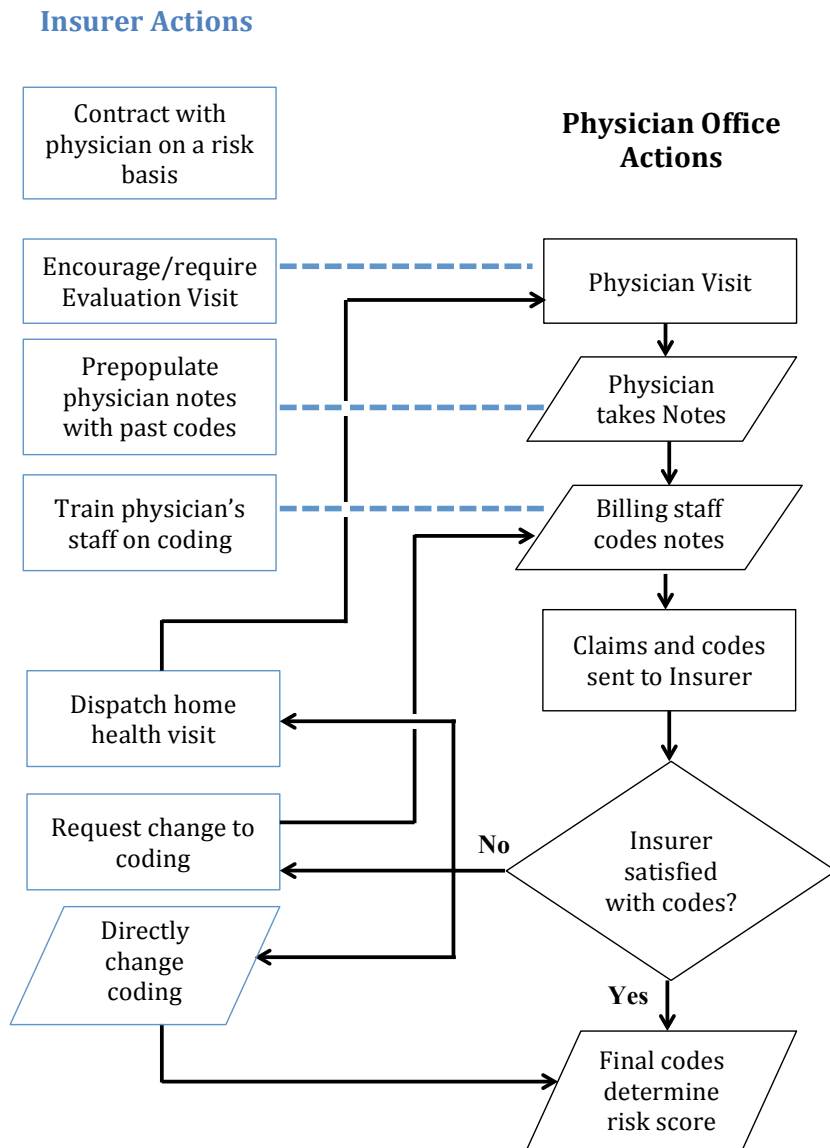 Insurer Actions
Contract with
physician on a risk
basis
Physician Office
Actions
Encourage/require
Evaluation Visit
Physician Visit
Prepopulate
physician notes
with past codes
Physician
takes Notes
Train physician’s
staff on coding
Billing staff
codes notes
Claims and codes
sent to Insurer
Dispatch home
health visit
Request change to
coding
No
Insurer
satisfied
with codes?
Directly
change
coding
Yes
Final codes
determine
risk score